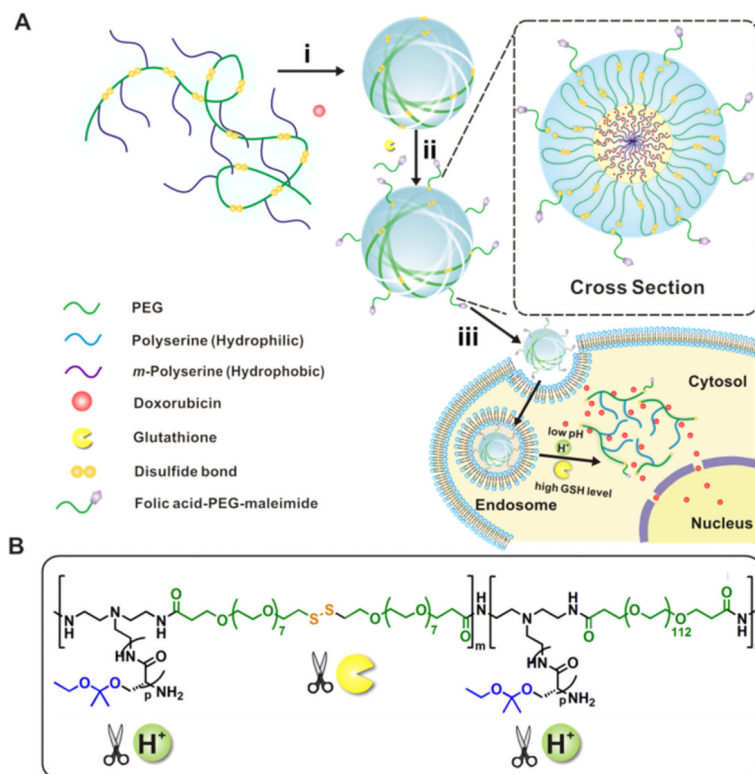 A
i
ii
Cross Section
PEG
Polyserine (Hydrophilic)
m-Polyserine (Hydrophobic)
Doxorubicin
Glutathione
Disulfide bond
Folic acid-PEG-maleimide
iii
Cytosol
low pH
H+
high GSH level
Endosome
Nucleus
B
N H
N
H N
O
O
O
7
S S
O
O
7
O
m
H N
N
H N
O
O
O
112
O
N H
HN
O
O O
p
NH2
HN
O
O O
p
NH2
H+
H+